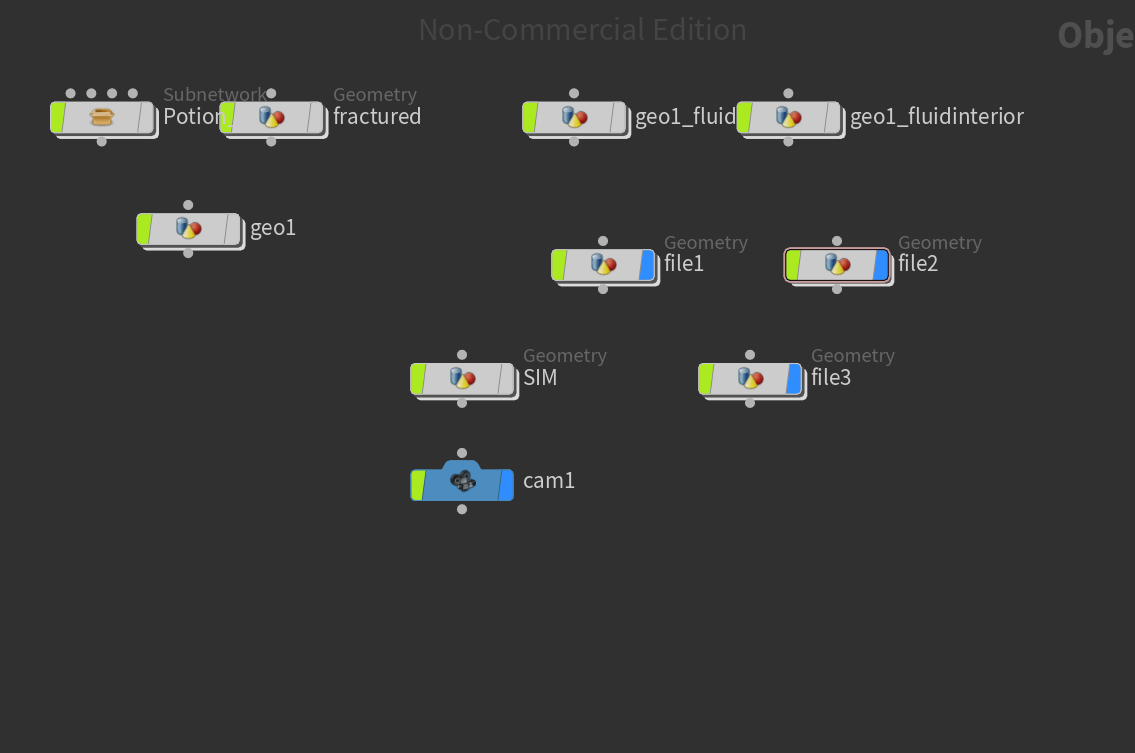 Non-Commercial Edition
Obje
Subnetwork
Potion
Geometry
fractured
geo1_fluid
geo1_fluidinterior
geo1
Geometry
file1
Geometry
file2
Geometry
SIM
Geometry
file3
cam1